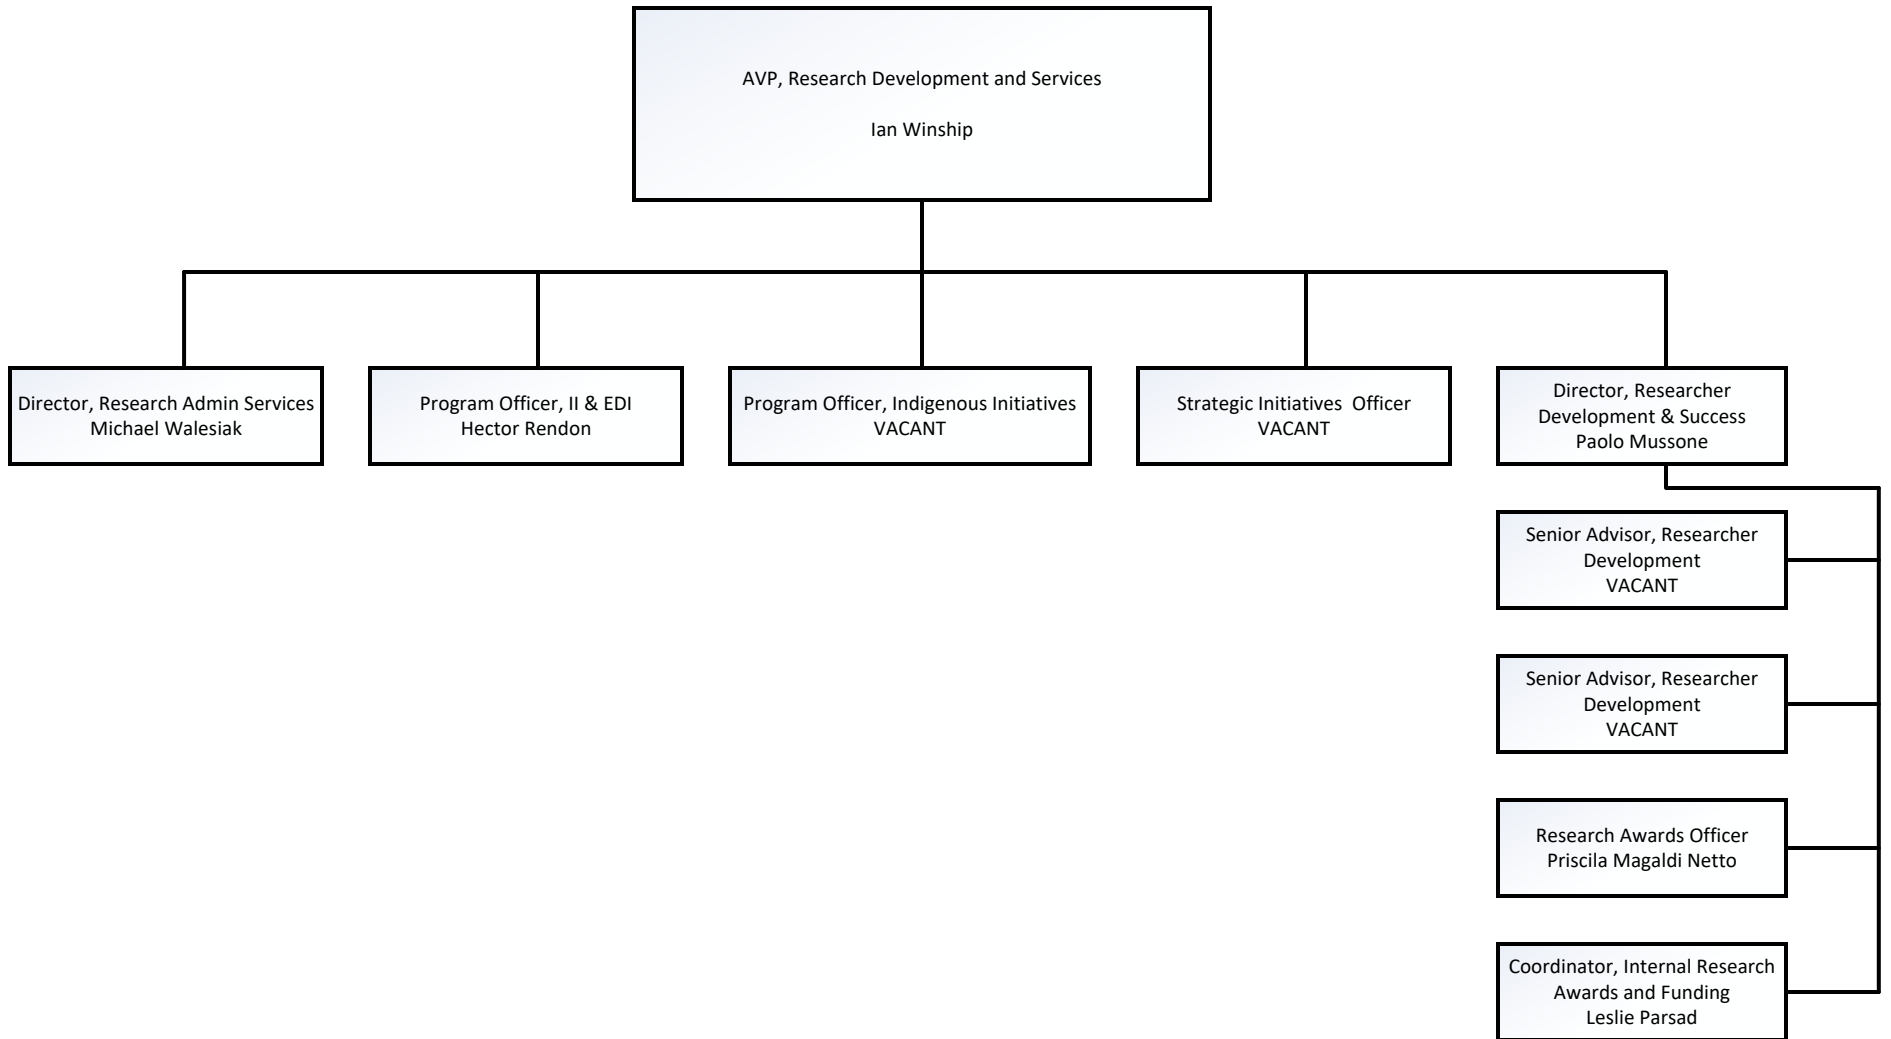 AVP, Research Development and Services
Ian Winship
Director, Research Admin Services
Michael Walesiak
Program Officer, II & EDI
Hector Rendon
Program Officer, Indigenous Initiatives
VACANT
Strategic Initiatives  Officer
VACANT
Director, Researcher
Development & Success
Paolo Mussone
Senior Advisor, Researcher
Development
VACANT
Senior Advisor, Researcher
Development
VACANT
Research Awards Officer
Priscila Magaldi Netto
Coordinator, Internal Research
Awards and Funding
Leslie Parsad